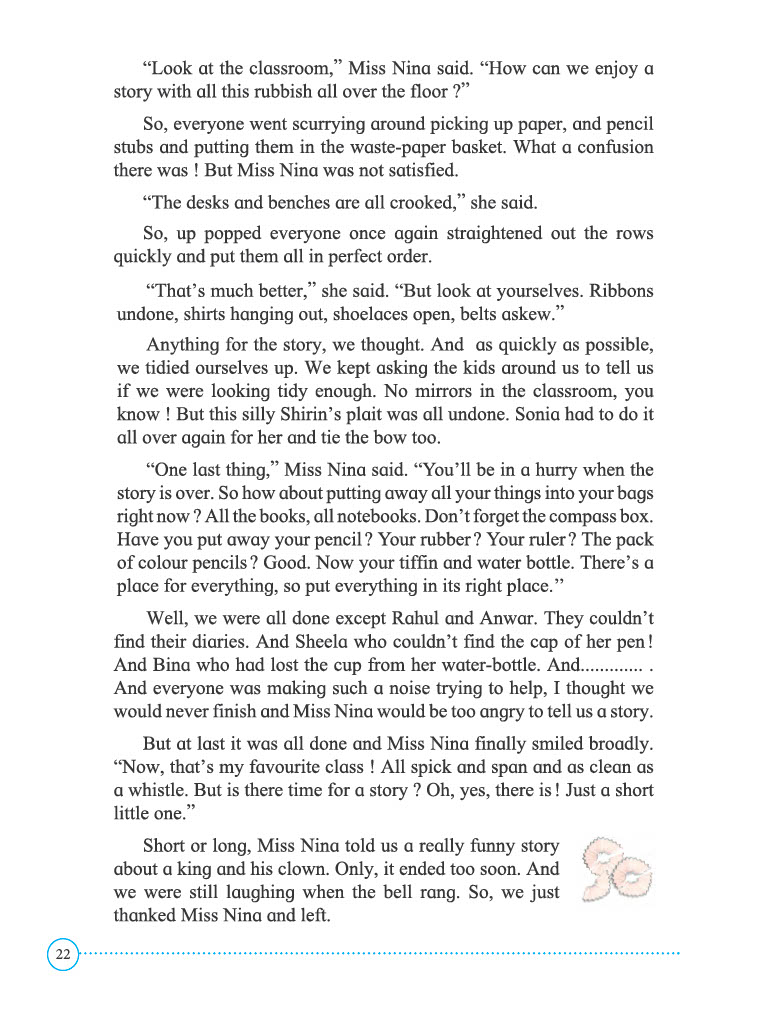 “Look at the classroom,” Miss Nina said. “How can we enjoy a
story with all this rubbish all over the floor ?”
So, everyone went scurrying around picking up paper, and pencil
stubs and putting them in the waste-paper basket. What a confusion
there was ! But Miss Nina was not satisfied.
“The desks and benches are all crooked,” she said.
So, up popped everyone once again straightened out the rows
quickly and put them all in perfect order.
“That’s much better,” she said. “But look at yourselves. Ribbons
undone, shirts hanging out, shoelaces open, belts askew.”
Anything for the story, we thought. And as quickly as possible,
we tidied ourselves up. We kept asking the kids around us to tell us
if we were looking tidy enough. No mirrors in the classroom, you
know ! But this silly Shirin’s plait was all undone. Sonia had to do it
all over again for her and tie the bow too.
“One last thing,” Miss Nina said. “You’ll be in a hurry when the
story is over. So how about putting away all your things into your bags
right now ? All the books, all notebooks. Don’t forget the compass box.
Have you put away your pencil ? Your rubber ? Your ruler ? The pack
of colour pencils ? Good. Now your tiffin and water bottle. There’s a
place for everything, so put everything in its right place.”
Well, we were all done except Rahul and Anwar. They couldn’t
find their diaries. And Sheela who couldn’t find the cap of her pen !
And Bina who had lost the cup from her water-bottle. And............. .
And everyone was making such a noise trying to help, I thought we
would never finish and Miss Nina would be too angry to tell us a story.
But at last it was all done and Miss Nina finally smiled broadly.
“Now, that’s my favourite class ! All spick and span and as clean as
a whistle. But is there time for a story ? Oh, yes, there is ! Just a short
little one.”
Short or long, Miss Nina told us a really funny story
about a king and his clown. Only, it ended too soon. And
we were still laughing when the bell rang. So, we just
thanked Miss Nina and left.
22